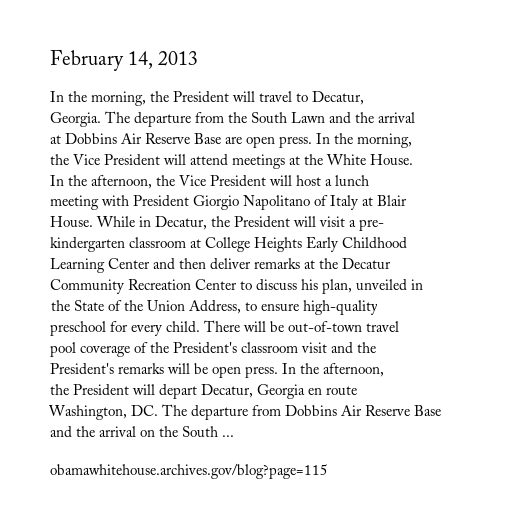 February 14, 2013
In the morning, the President will travel to Decatur,
Georgia. The departure from the South Lawn and the arrival
at Dobbins Air Reserve Base are open press. In the morning,
the Vice President will attend meetings at the White House.
In the afternoon, the Vice President will host a lunch
meeting with President Giorgio Napolitano of Italy at Blair
House. While in Decatur, the President will visit a pre-
kindergarten classroom at College Heights Early Childhood
Learning Center and then deliver remarks at the Decatur
Community Recreation Center to discuss his plan, unveiled in
the State of the Union Address, to ensure high-quality
preschool for every child. There will be out-of-town travel
pool coverage of the President's classroom visit and the
President's remarks will be open press. In the afternoon,
the President will depart Decatur, Georgia en route
Washington, DC. The departure from Dobbins Air Reserve Base
and the arrival on the South ...
obamawhitehouse.archives.gov/blog?page=115